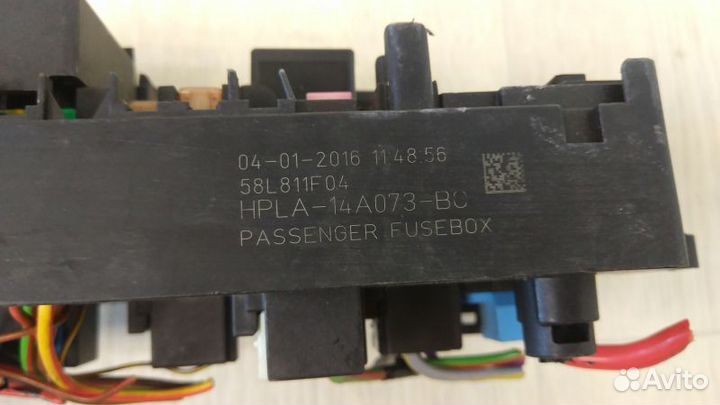 04-01-2016 11:48:56
58L811F04
HPLA-14A073-BC
PASSENGER FUSEBOX
Avito